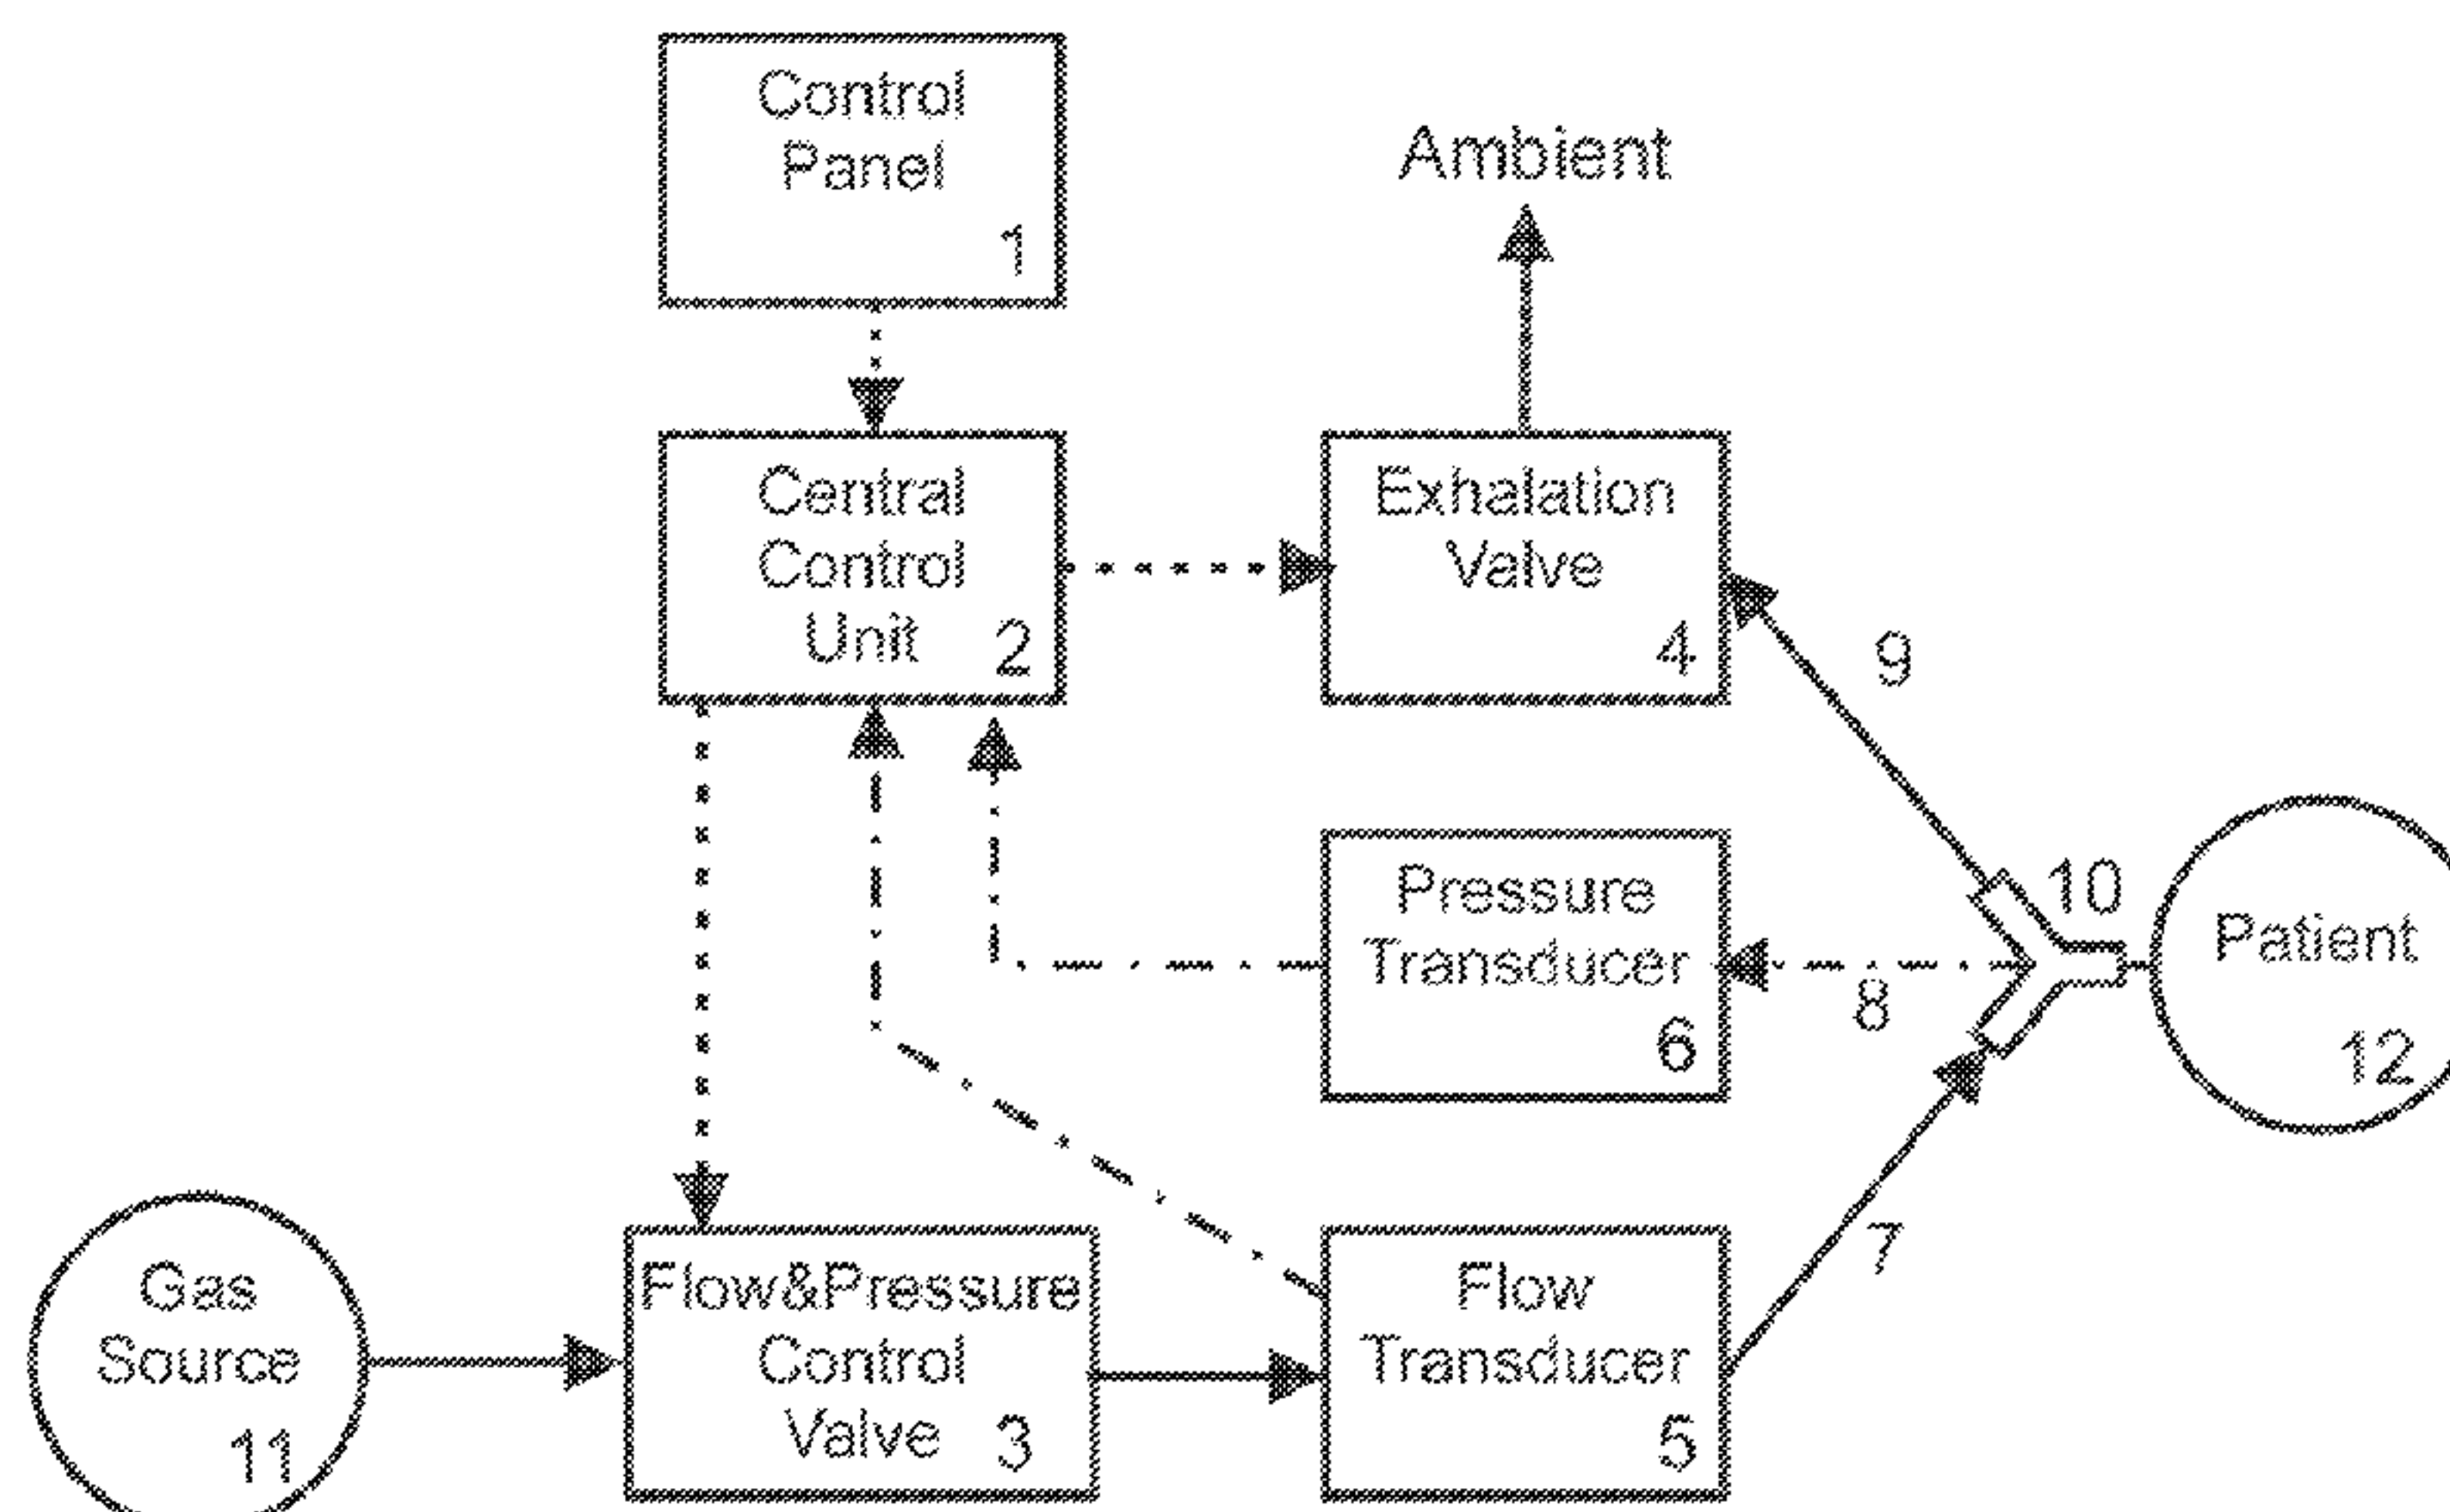 Control
Panel
1
Ambient
Central
Control
Unit 2
Exhalation
Valve
4
9
Pressure
Transducer
6
8
10
Patient
12
7
Gas
Source
11
Flow&Pressure
Control
Valve 3
Flow
Transducer
5